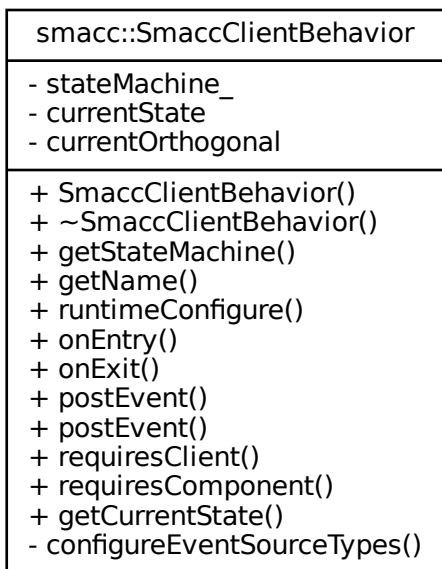 smacc::SmaccClientBehavior
- stateMachine_
- currentState
- currentOrthogonal
+ SmaccClientBehavior()
+ ~SmaccClientBehavior()
+ getStateMachine()
+ getName()
+ runtimeConfigure()
+ onEntry()
+ onExit()
+ postEvent()
+ postEvent()
+ requiresClient()
+ requiresComponent()
+ getCurrentState()
- configureEventSourceTypes()